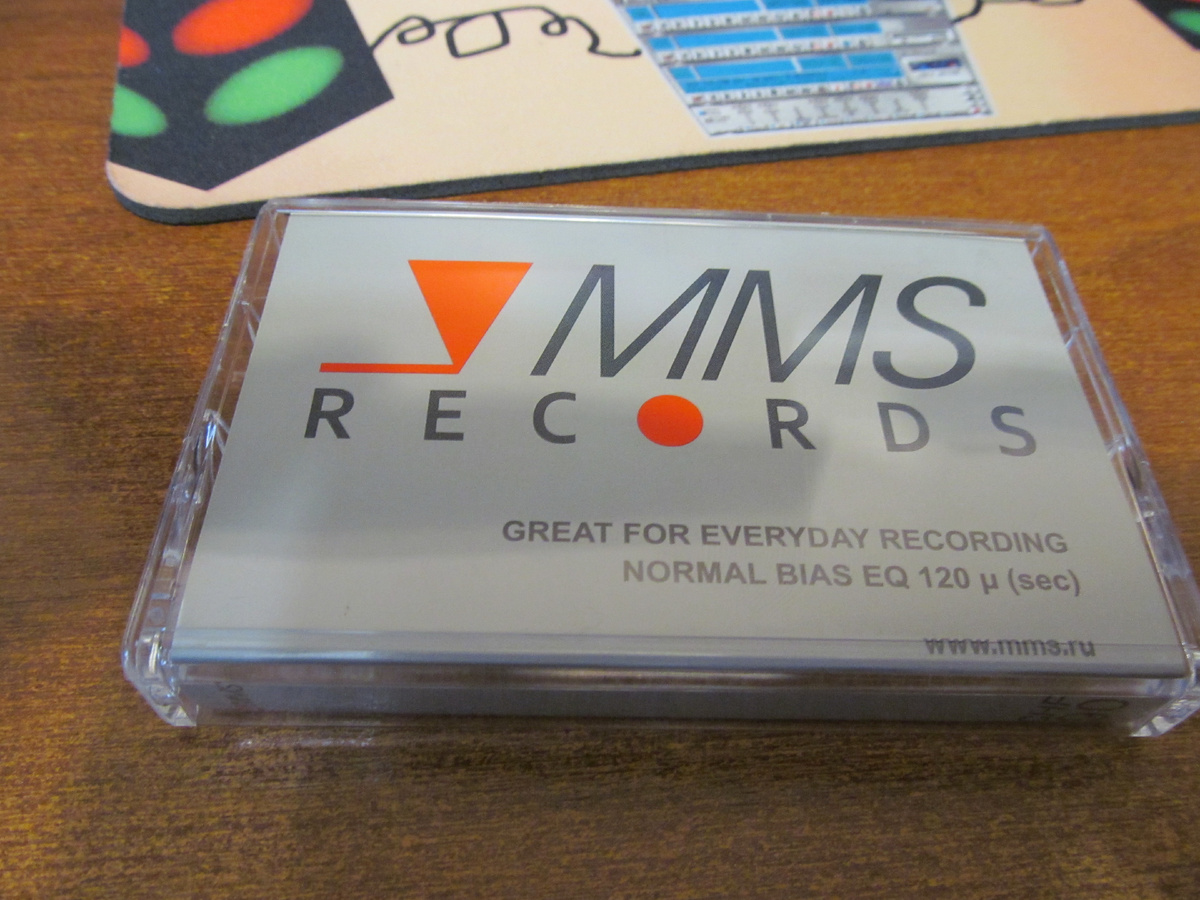 MMS
RECORDS
GREAT FOR EVERYDAY RECORDING
NORMAL BIAS EQ 120 µ (sec)
www.mms.ru